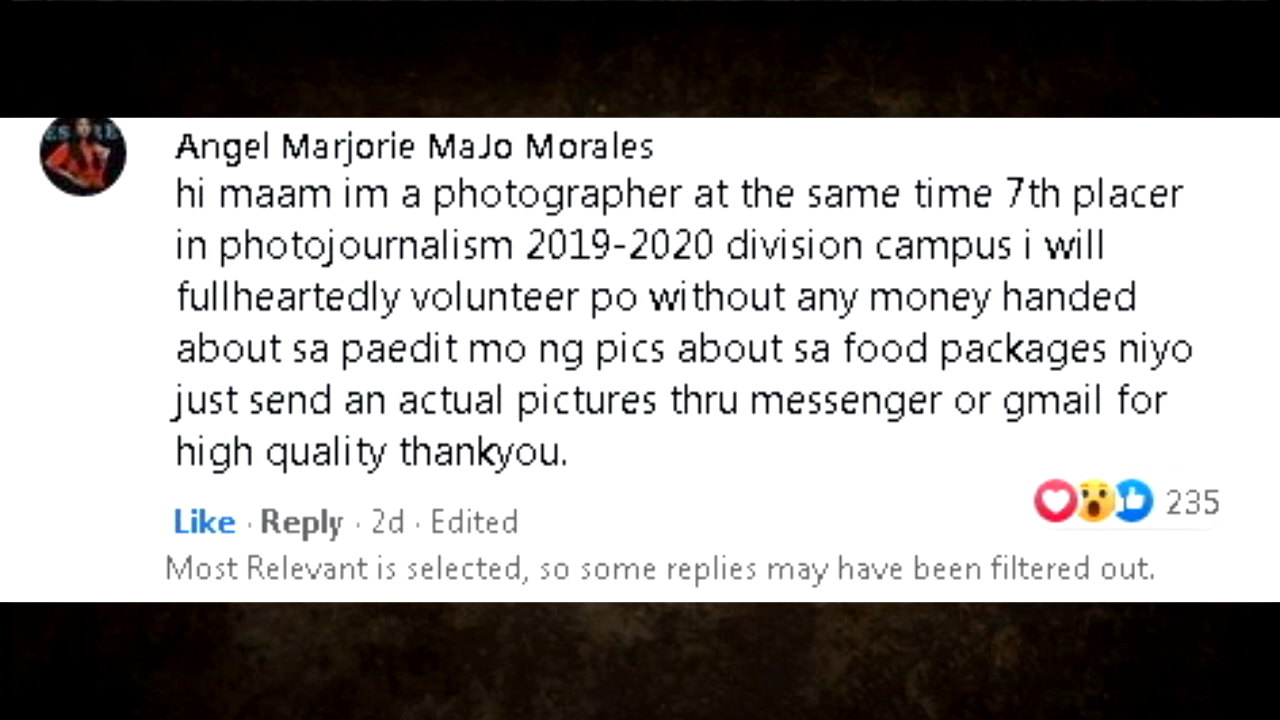 Angel Marjorie MaJo Morales
hi maam im a photographer at the same time 7th placer
in photojournalism 2019-2020 division campus i will
fullheartedly volunteer po without any money handed
about sa paedit mo ng pics about sa food packages niyo
just send an actual pictures thru messenger or gmail for
high quality thankyou.
235
Like · Reply · 2d · Edited
Most Relevant is selected, so some replies may have been filtered out.